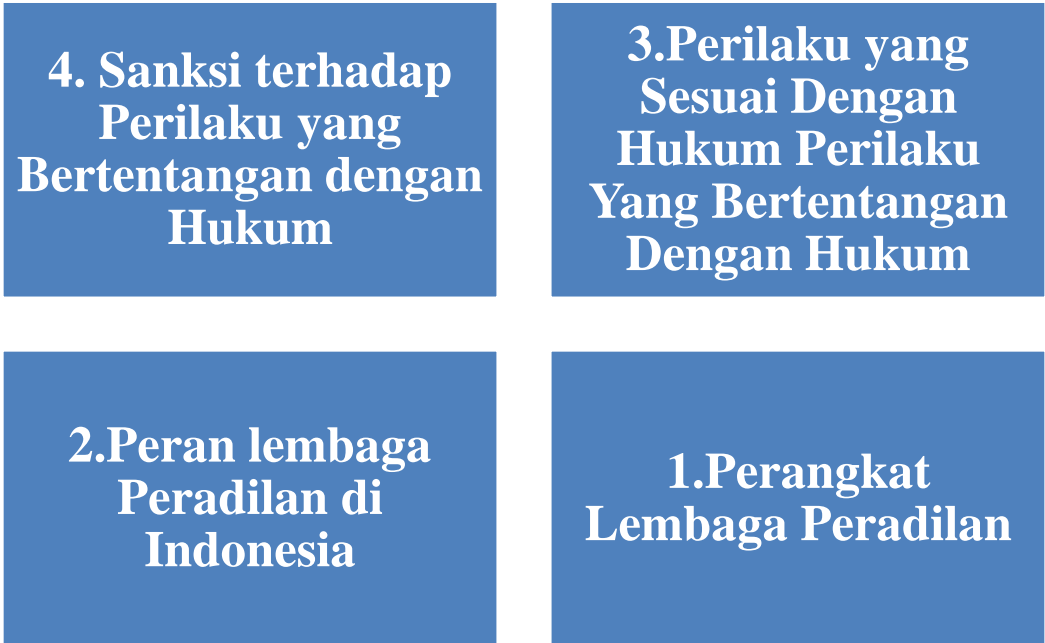 4. Sanksi terhadap
Perilaku yang
Bertentangan dengan
Hukum
3.Perilaku yang
Sesuai Dengan
Hukum Perilaku
Yang Bertentangan
Dengan Hukum
2.Peran lembaga
Peradilan di
Indonesia
1.Perangkat
Lembaga Peradilan